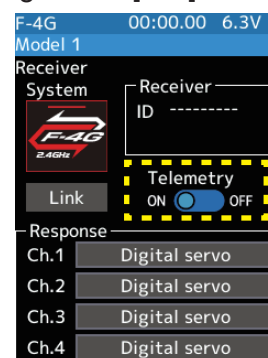 F-4G 00:00.00 6.3V
Model 1
Receiver
System
Receiver
ID ---------
F-4G
2.4GHz
Telemetry
Link
ON OFF
Response
Ch.1 Digital servo
Ch.2 Digital servo
Ch.3 Digital servo
Ch.4 Digital servo